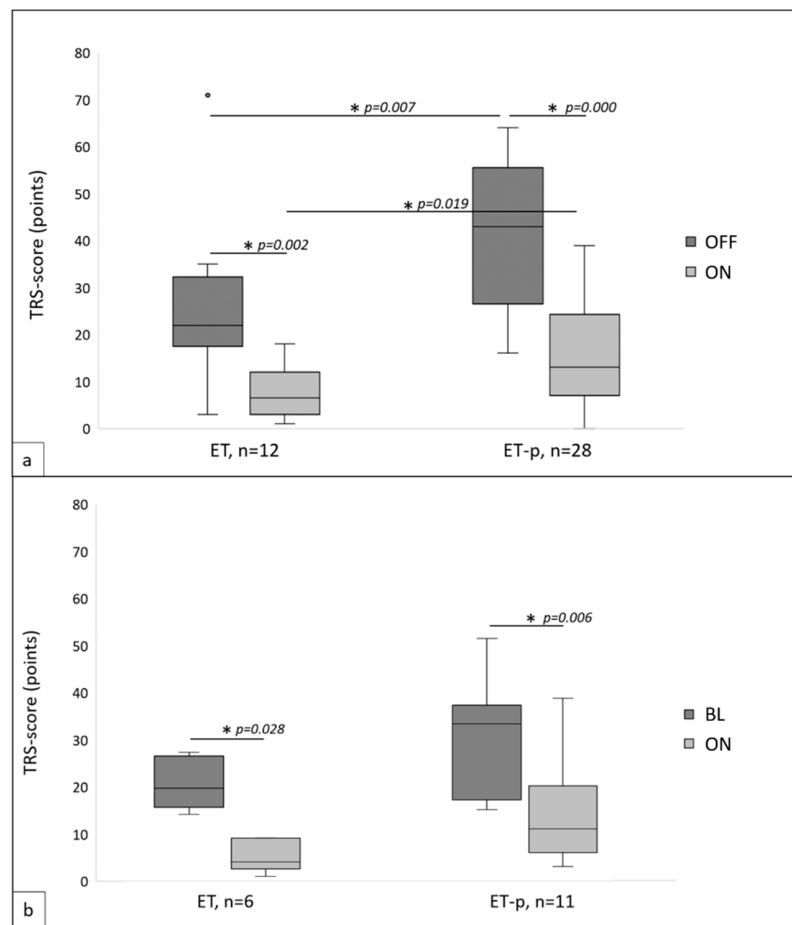 80
70
60
50
40
30
20
10
0
TRS-score (points)
* p=0.007
* p=0.000
* p=0.019
* p=0.002
OFF
ON
ET, n=12
ET-p, n=28
a
80
70
60
50
40
30
20
10
0
TRS-score (points)
* p=0.006
* p=0.028
BL
ON
ET, n=6
ET-p, n=11
b